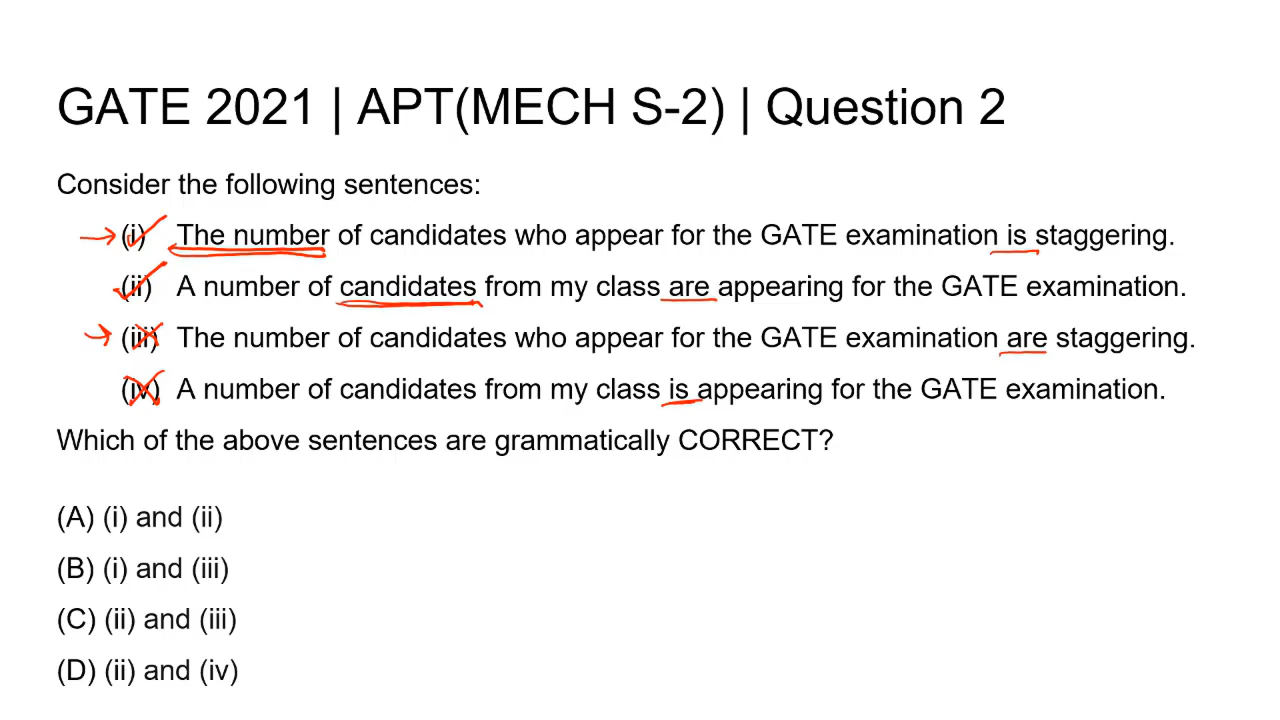 GATE 2021 | APT(MECH S-2) | Question 2
Consider the following sentences:
(i) The number of candidates who appear for the GATE examination is staggering.
(ii) A number of candidates from my class are appearing for the GATE examination.
(iii) The number of candidates who appear for the GATE examination are staggering.
(iv) A number of candidates from my class is appearing for the GATE examination.
Which of the above sentences are grammatically CORRECT?
(A) (i) and (ii)
(B) (i) and (iii)
(C) (ii) and (iii)
(D) (ii) and (iv)